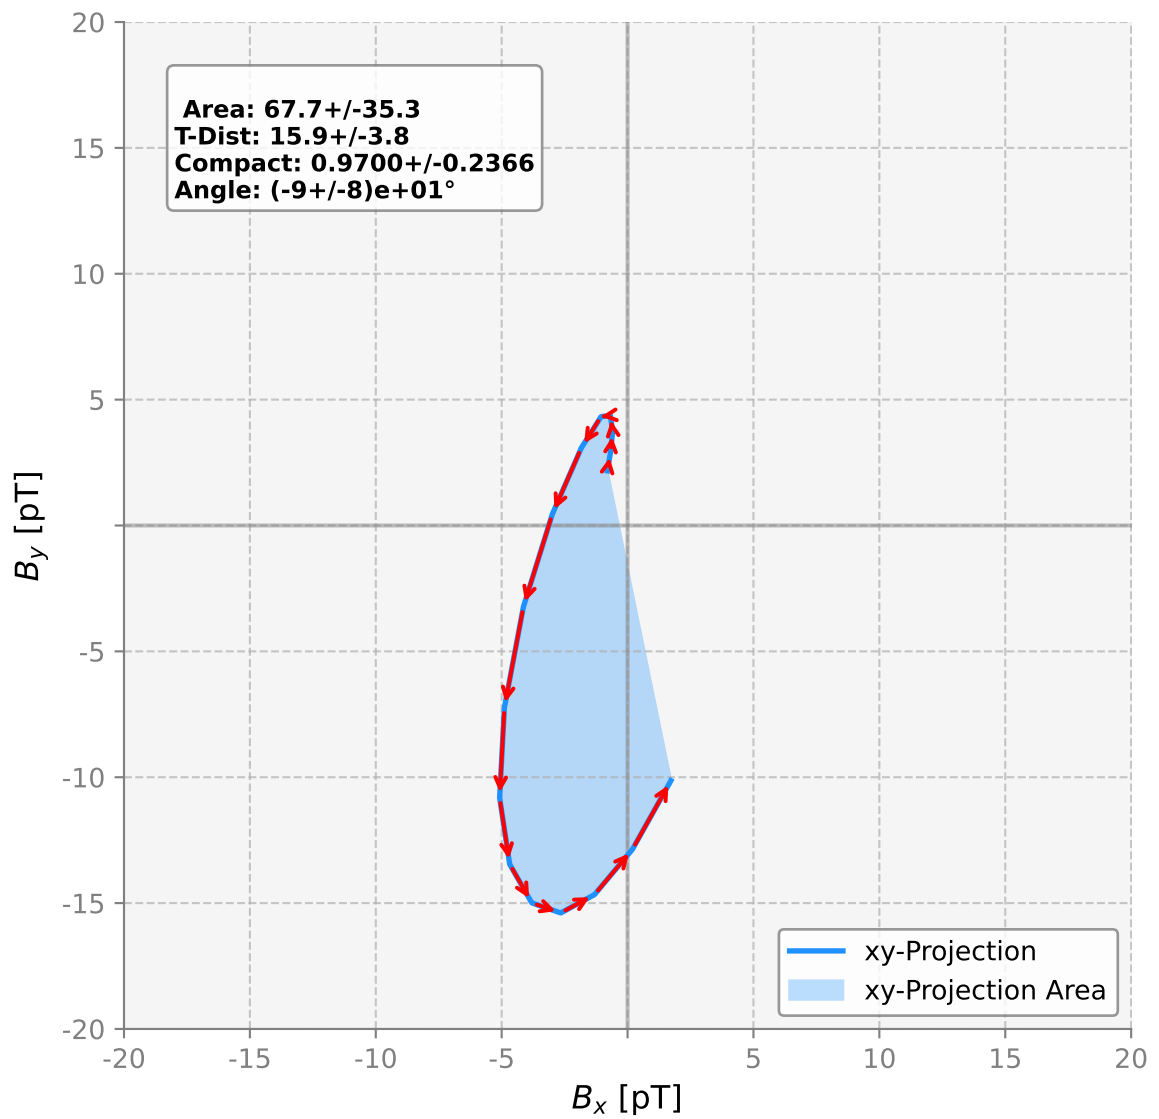 20
15
10
5
-5
-10
-15
-20
B_y [pT]
Area: 67.7+/-35.3
T-Dist: 15.9+/-3.8
Compact: 0.9700+/-0.2366
Angle: (-9+/-8)e+01°
xy-Projection
xy-Projection Area
-20 -15 -10 -5 5 10 15 20
B_x [pT]